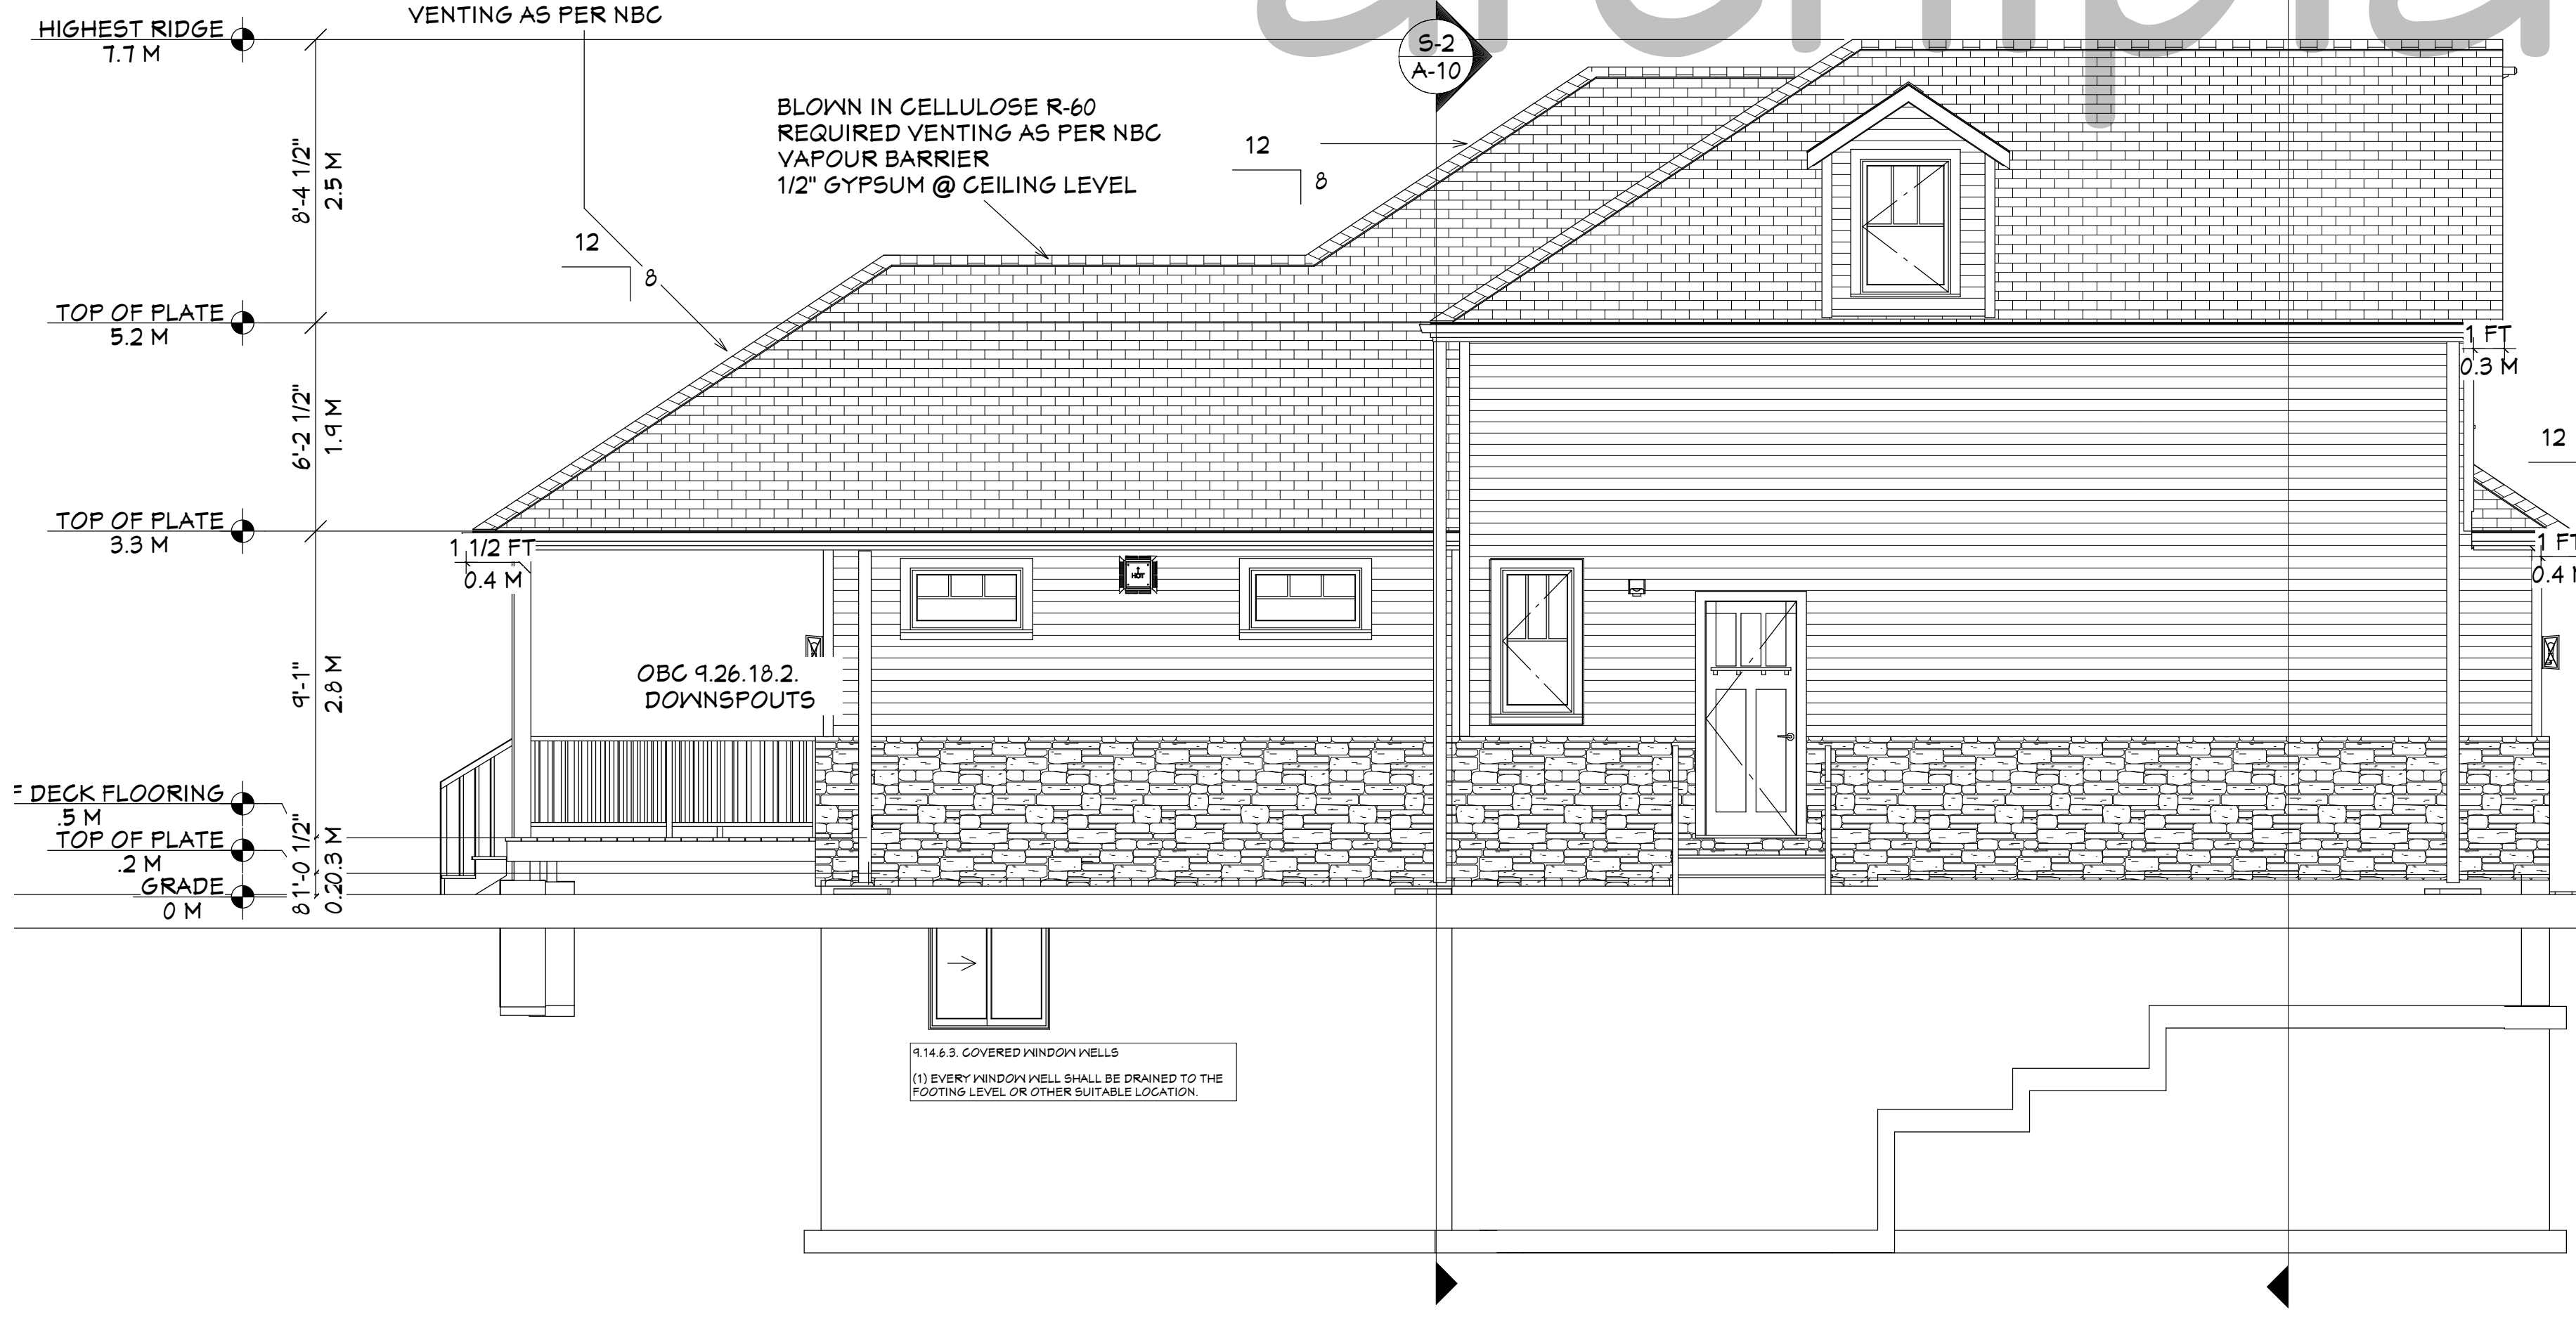 VENTING AS PER NBC
HIGHEST RIDGE
7.7 M
S-2
A-10
BLOWN IN CELLULOSE R-60
REQUIRED VENTING AS PER NBC
VAPOUR BARRIER
1/2" GYPSUM @ CEILING LEVEL
12
8
8'-4 1/2"
2.5 M
12
8
TOP OF PLATE
5.2 M
1 FT
0.3 M
6'-2 1/2"
1.9 M
12
TOP OF PLATE
3.3 M
1 1/2 FT
0.4 M
HOT
1 FT
0.4
OBC 9.26.18.2.
DOWNSPOUTS
9'-1"
2.8 M
F DECK FLOORING
.5 M
TOP OF PLATE
.2 M
GRADE
0 M
1'-0 1/2"
0.3 M
8
0.2
9.14.6.3. COVERED WINDOW WELLS
(1) EVERY WINDOW WELL SHALL BE DRAINED TO THE
FOOTING LEVEL OR OTHER SUITABLE LOCATION.